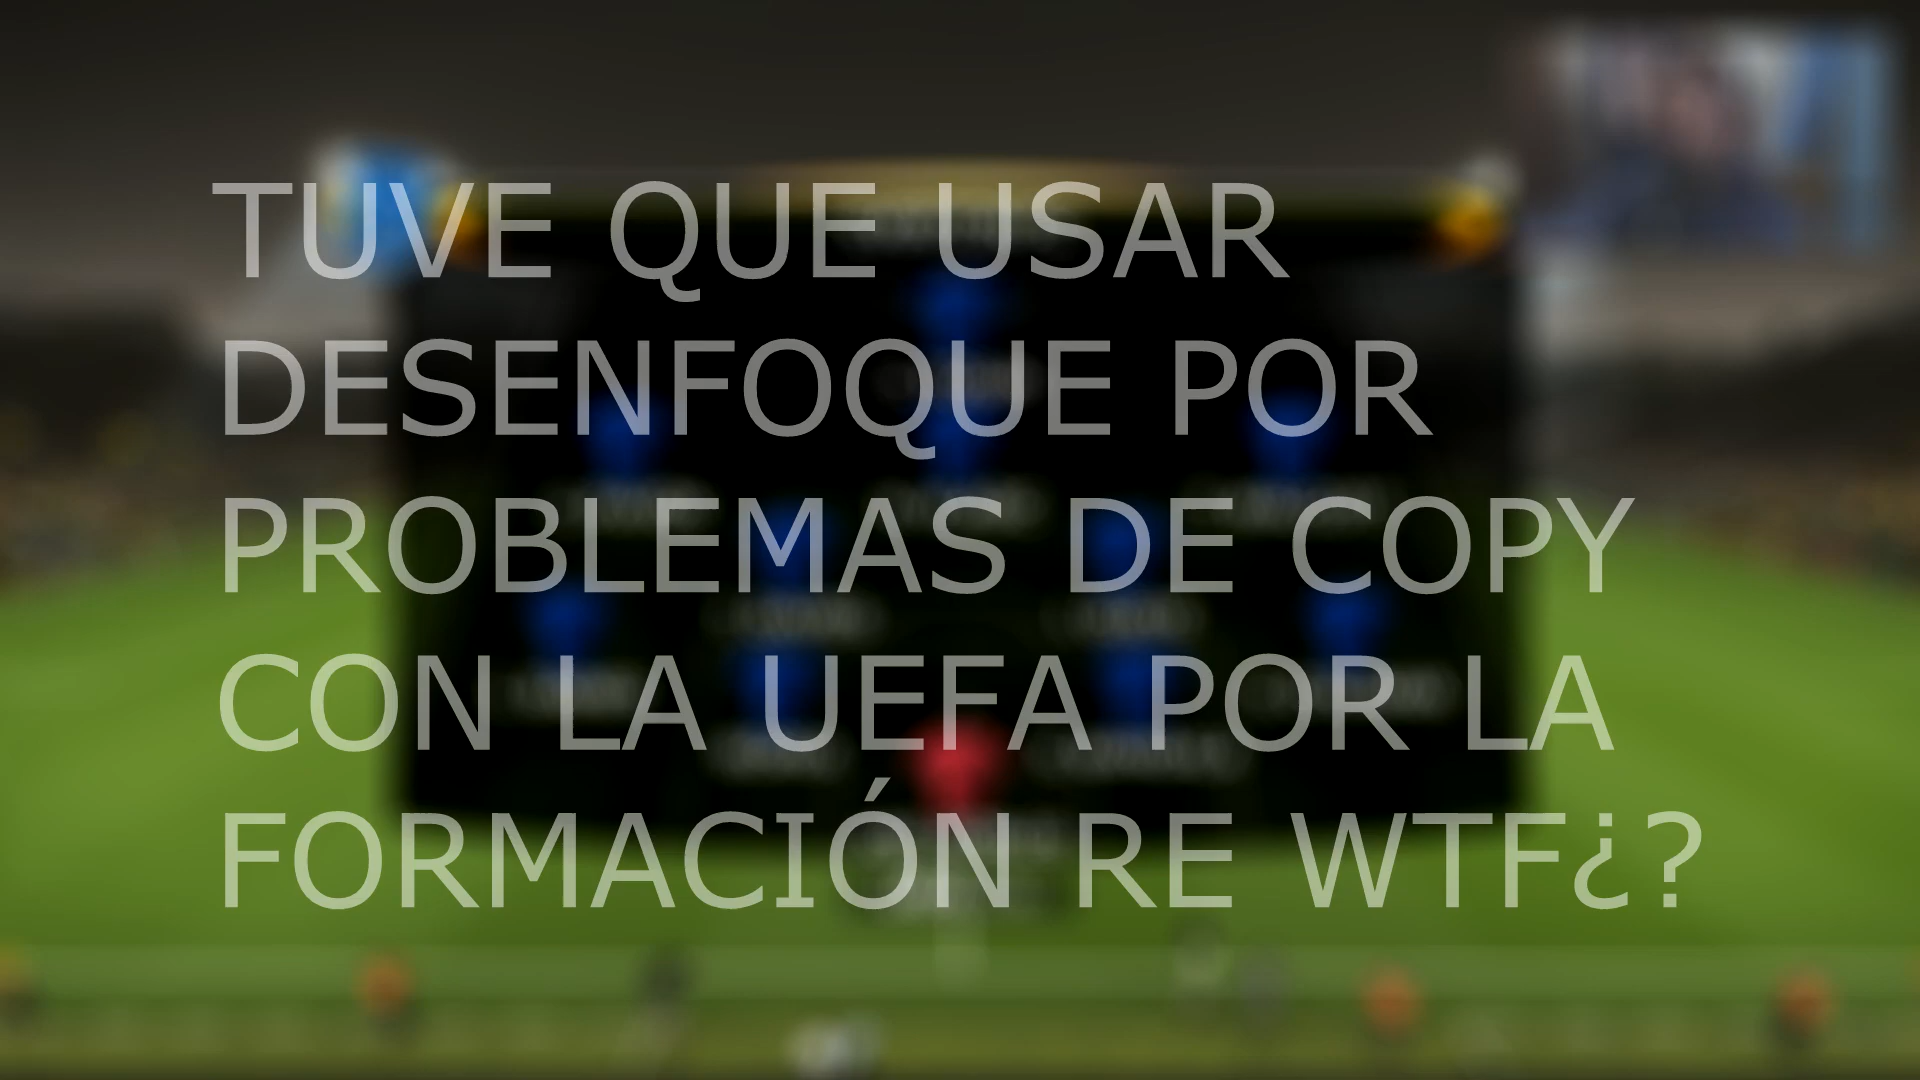 TUVE QUE USAR
DESENFOQUE POR
PROBLEMAS DE COPY
CON LA UEFA POR LA
FORMACIÓN RE WTF¿?